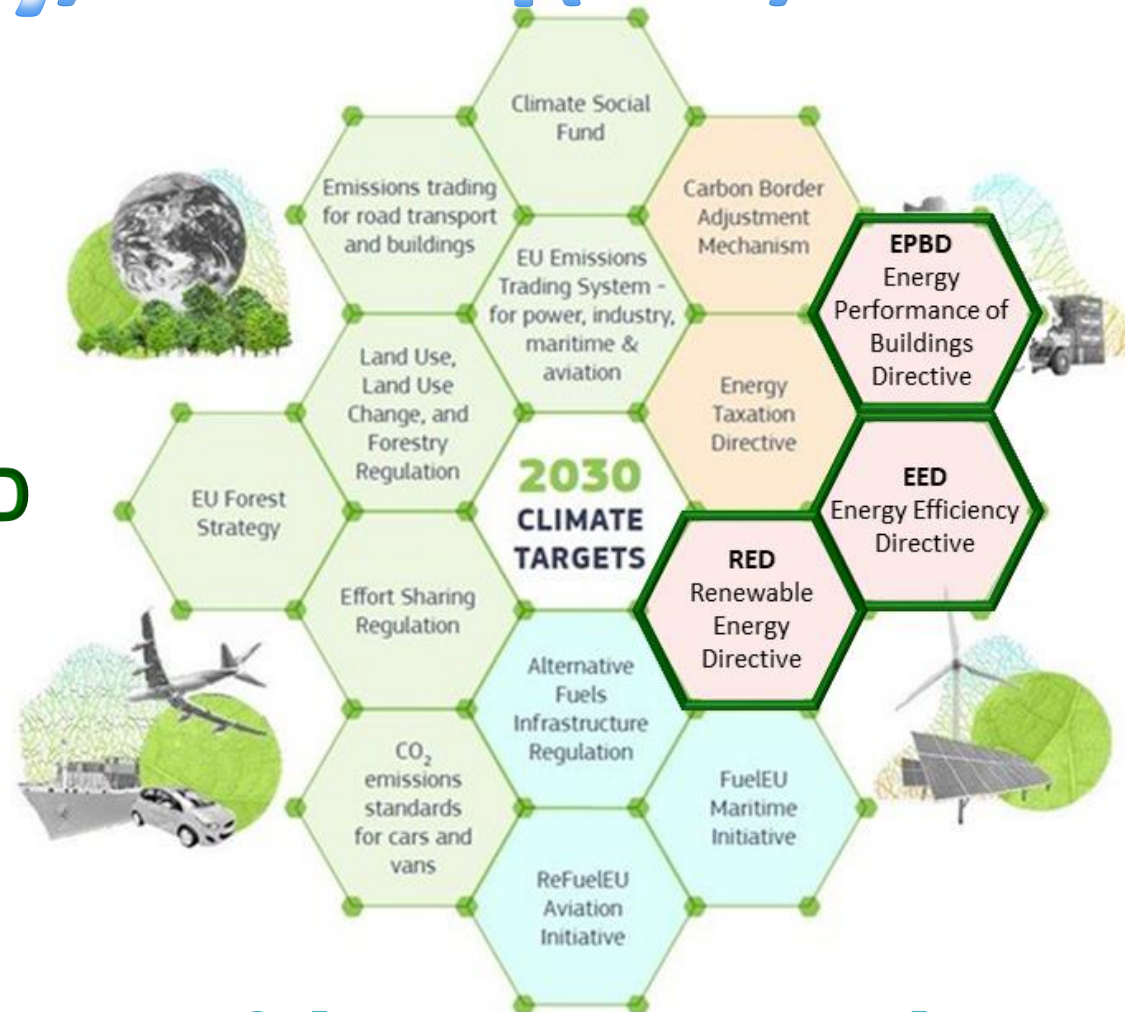 Climate Social
Fund
Emissions trading
for road transport
and buildings
Carbon Border
Adjustment
Mechanism
EU Emissions
Trading System -
for power, industry,
maritime &
aviation
EPBD
Energy
Performance of
Buildings
Directive
Land Use,
Land Use
Change, and
Forestry
Regulation
Energy
Taxation
Directive
EU Forest
Strategy
2030
CLIMATE
TARGETS
EED
Energy Efficiency
Directive
RED
Renewable
Energy
Directive
Effort Sharing
Regulation
Alternative
Fuels
Infrastructure
Regulation
CO₂
emissions
standards
for cars and
vans
FuelEU
Maritime
Initiative
ReFuelEU
Aviation
Initiative